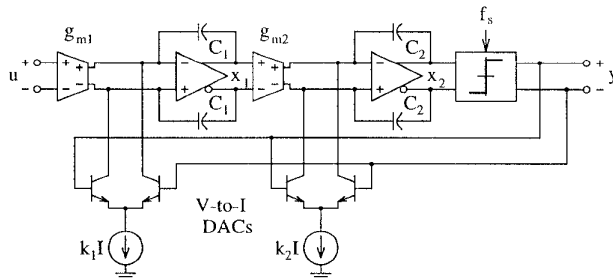 g_m1
C_1
g_m2
C_2
f_s
+
u
−
+ +
− −
−
+
x_1
C_1
+ +
− −
−
+
x_2
C_2
+
y
−
V-to-I
DACs
k_1I
k_2I